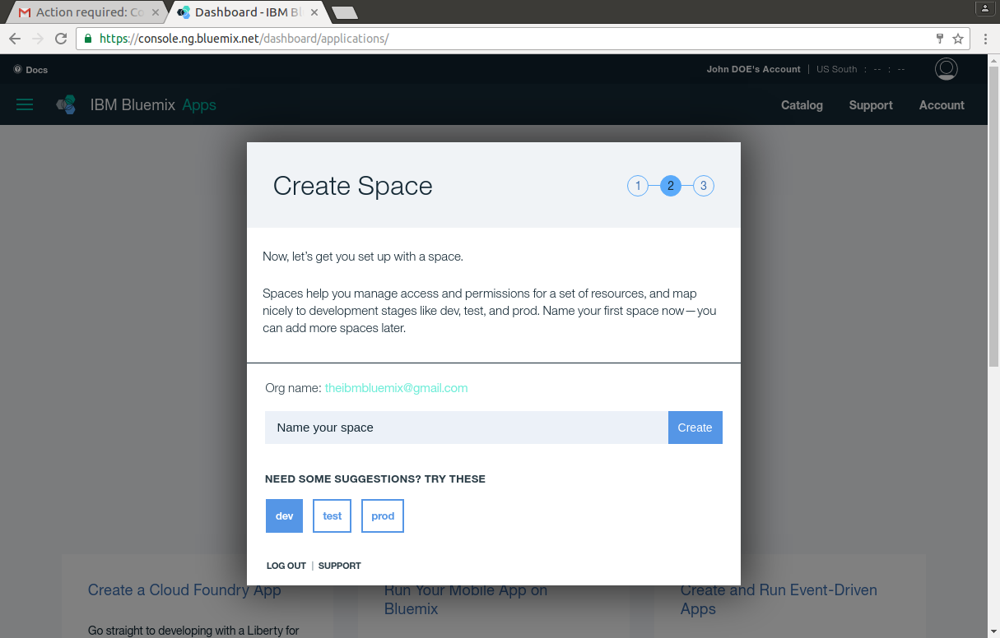 Action required: Co
Dashboard - IBM Bl
https://console.ng.bluemix.net/dashboard/applications/
Docs
John DOE's Account | US South : -- : --
IBM Bluemix Apps
Catalog Support Account
Create Space
1 2 3
Now, let's get you set up with a space.
Spaces help you manage access and permissions for a set of resources, and map
nicely to development stages like dev, test, and prod. Name your first space now—you
can add more spaces later.
Org name: theibmbluemix@gmail.com
Name your space
Create
NEED SOME SUGGESTIONS? TRY THESE
dev test prod
LOG OUT | SUPPORT
Create a Cloud Foundry App
Go straight to developing with a Liberty for
Run Your Mobile App on
Bluemix
Create and Run Event-Driven
Apps